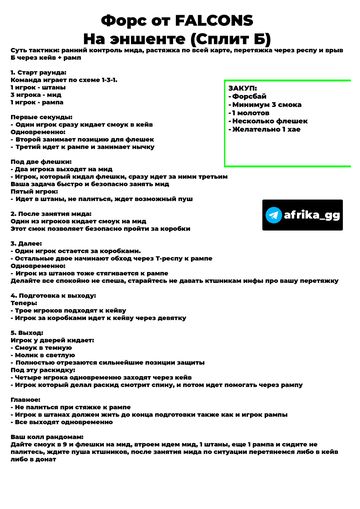 Форс от FALCONS
На эншенте (Сплит Б)
Суть тактики: ранний контроль мида, растяжка по всей карте, перетяжка через респу и врыв
Б через кейв + рамп
1. Старт раунда:
Команда играет по схеме 1-3-1.
1 игрок - штаны
3 игрока - мид
1 игрок - рампа
Первые секунды:
- Один игрок сразу кидает смоук в кейв
Одновременно:
- Второй занимает позицию для флешек
- Третий идет к рампе и занимает нычку
Под две флешки:
- Два игрока выходят на мид
- Игрок, который кидал флешки, сразу идет за ними третьим
Ваша задача быстро и безопасно занять мид
Пятый игрок:
- Идет в штаны, не палиться, ждет возможный пуш
2. После занятия мида:
Один из игроков кидает смоук на мид
Этот смок позволяет безопасно пройти за коробки
3. Далее:
- Один игрок остается за коробками.
- Остальные двое начинают обход через Т-респу к рампе
Одновременно:
- Игрок из штанов тоже стягивается к рампе
Делайте все спокойно не спеша, старайтесь не давать ктшникам инфы про вашу перетяжку
4. Подготовка к выходу:
Теперь:
- Трое игроков подходят к кейву
- Игрок за коробками идет к кейву через девятку
5. Выход:
Игрок у дверей кидает:
- Смоук в темную
- Молик в светлую
- Полностью отрезаются сильнейшие позиции защиты
Под эту раскидку:
- Четыре игрока одновременно заходят через кейв
- Игрок который делал раскид смотрит спину, и потом идет помогать через рампу
Главное:
- Не палиться при стяжке к рампе
- Игрок в штанах должен жить до конца подготовки также как и игрок рампы
- Все выходят одновременно
Ваш колл рандомам:
Дайте смоук в 9 и флешки на мид, втроем идем мид, 1 штаны, еще 1 рампа и сидите не
палитесь, ждите пуша ктшников, после занятия мида по ситуации перетянемся либо в кейв
либо в донат
ЗАКУП:
- Форсбай
- Минимум 3 смока
- 1 молотов
- Несколько флешек
- Желательно 1 хае
afrika_gg